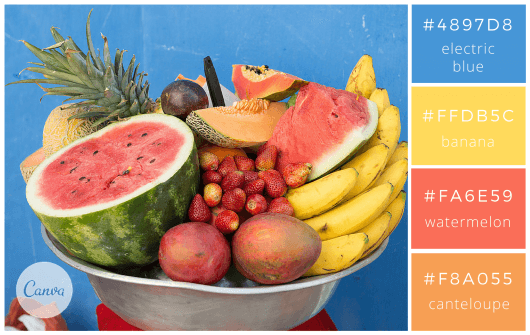 #4897D8
electric
blue
#FFDB5C
banana
#FA6E59
watermelon
#F8A055
canteloupe
Canva